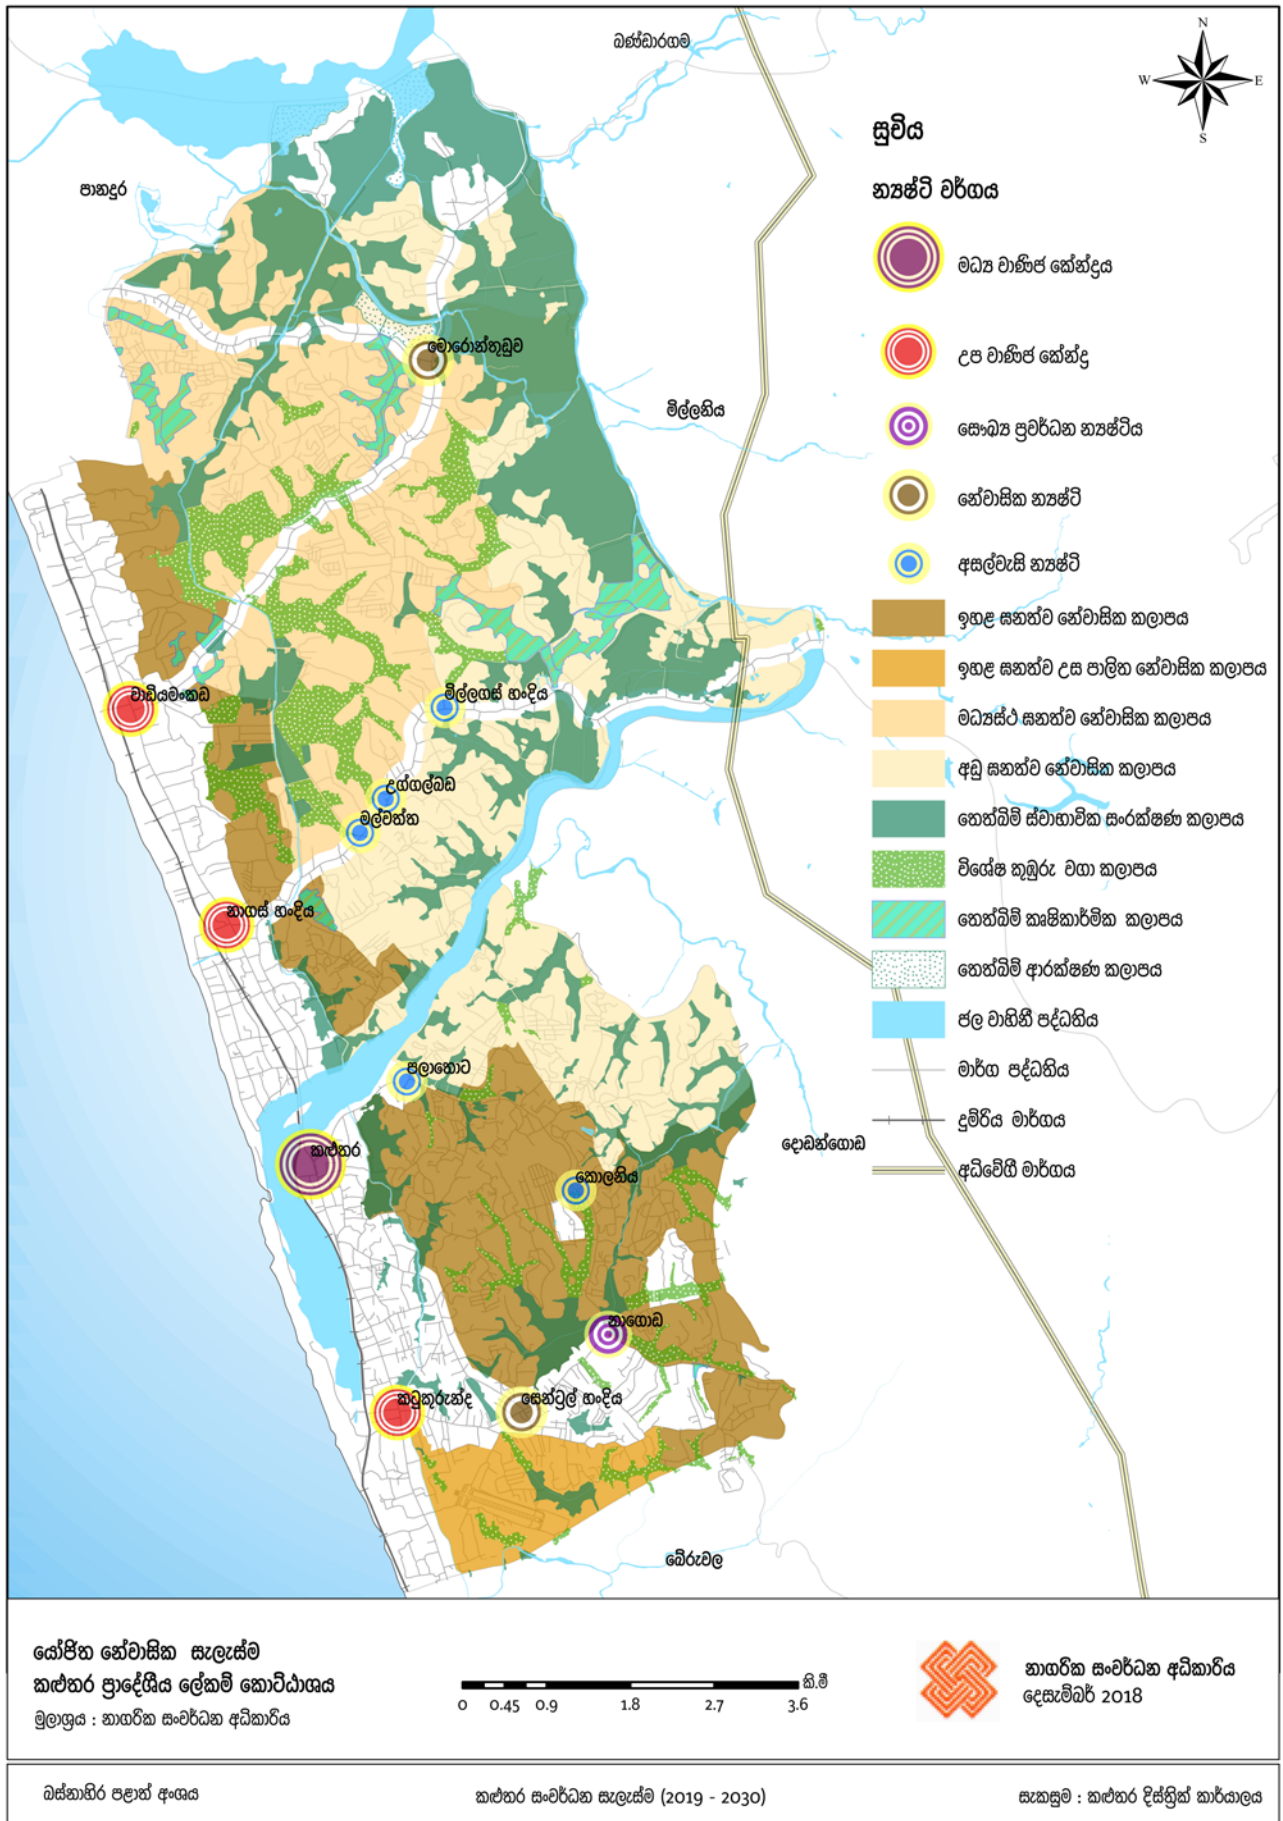 බණ්ඩාරගම
N
W E
S
සූචිය
න්‍යෂ්ටි වර්ගය
පානදුර
මධ්‍ය වාණිජ කේන්ද්‍රය
මොරොන්තුඩුව
උප වාණිජ කේන්ද්‍ර
මිල්ලනිය
සෞඛ්‍ය ප්‍රවර්ධන න්‍යෂ්ටිය
නේවාසික න්‍යෂ්ටි
අසල්වැසි න්‍යෂ්ටි
ඉහළ ඝනත්ව නේවාසික කලාපය
ඉහළ ඝනත්ව උස පාලිත නේවාසික කලාපය
වාඩියමංකඩ
මිල්ලගස් හංදිය
මධ්‍යස්ථ ඝනත්ව නේවාසික කලාපය
අඩු ඝනත්ව නේවාසික කලාපය
උග්ගල්බඩ
මල්වත්ත
තෙත්බිම් ස්වාභාවික සංරක්ෂණ කලාපය
විශේෂ කුඹුරු වගා කලාපය
නාගස් හංදිය
තෙත්බිම් කෘෂිකාර්මික කලාපය
තෙත්බිම් ආරක්ෂණ කලාපය
ජල වාහිනී පද්ධතිය
පලාතොට
මාර්ග පද්ධතිය
දුම්රිය මාර්ගය
කළුතර
දොඩන්ගොඩ
කොලනිය
අධිවේගී මාර්ගය
නාගොඩ
කටුකුරුන්ද
සෙන්ට්‍රල් හංදිය
බේරුවල
යෝජිත නේවාසික සැලැස්ම
කළුතර ප්‍රාදේශීය ලේකම් කොට්ඨාශය
මූලාශ්‍රය : නාගරික සංවර්ධන අධිකාරිය
කි.මී
0 0.45 0.9 1.8 2.7 3.6
නාගරික සංවර්ධන අධිකාරිය
දෙසැම්බර් 2018
බස්නාහිර පළාත් අංශය
කළුතර සංවර්ධන සැලැස්ම (2019 - 2030)
සැකසුම : කළුතර දිස්ත්‍රික් කාර්යාලය